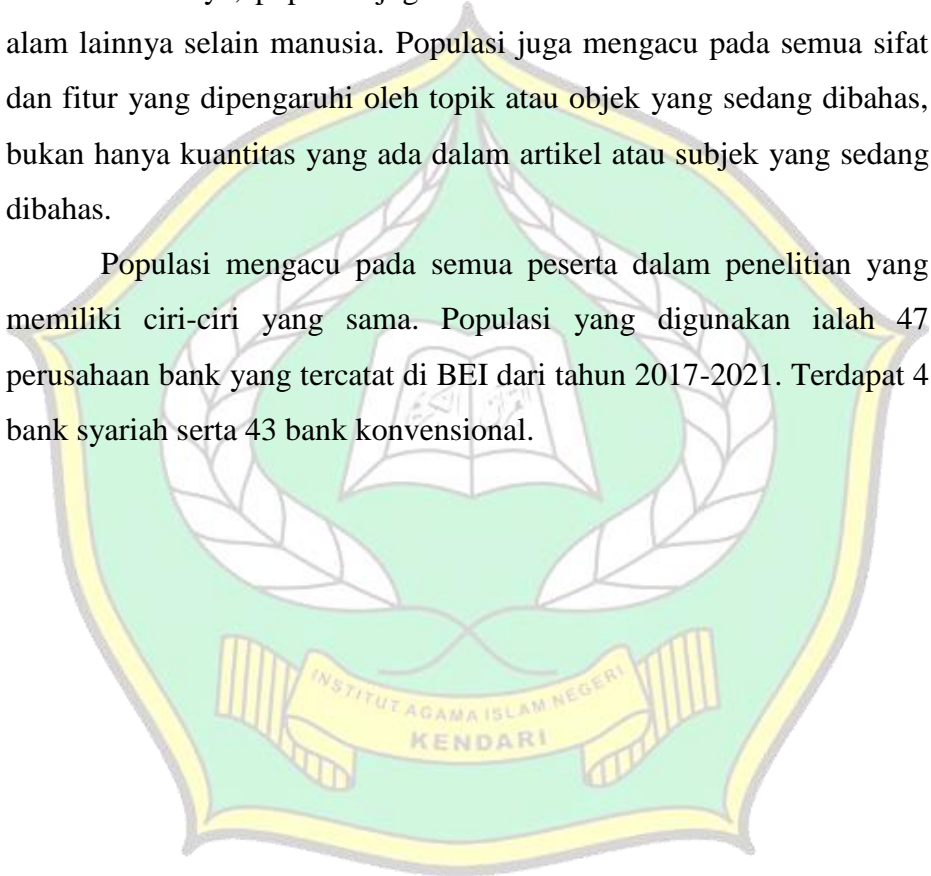 alam lainnya selain manusia. Populasi juga mengacu pada semua sifat
dan fitur yang dipengaruhi oleh topik atau objek yang sedang dibahas,
bukan hanya kuantitas yang ada dalam artikel atau subjek yang sedang
dibahas.
Populasi mengacu pada semua peserta dalam penelitian yang
memiliki ciri-ciri yang sama. Populasi yang digunakan ialah 47
perusahaan bank yang tercatat di BEI dari tahun 2017-2021. Terdapat 4
bank syariah serta 43 bank konvensional.
INSTITUT AGAMA ISLAM NEGERI
KENDARI